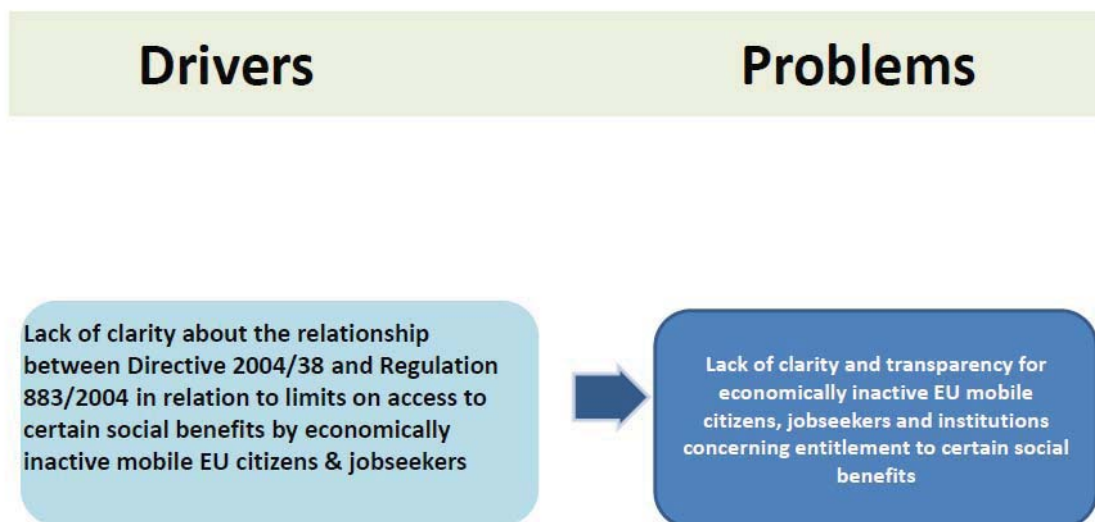 Drivers
Problems
Lack of clarity about the relationship
between Directive 2004/38 and Regulation
883/2004 in relation to limits on access to
certain social benefits by economically
inactive mobile EU citizens & jobseekers
Lack of clarity and transparency for
economically inactive EU mobile
citizens, jobseekers and institutions
concerning entitlement to certain social
benefits